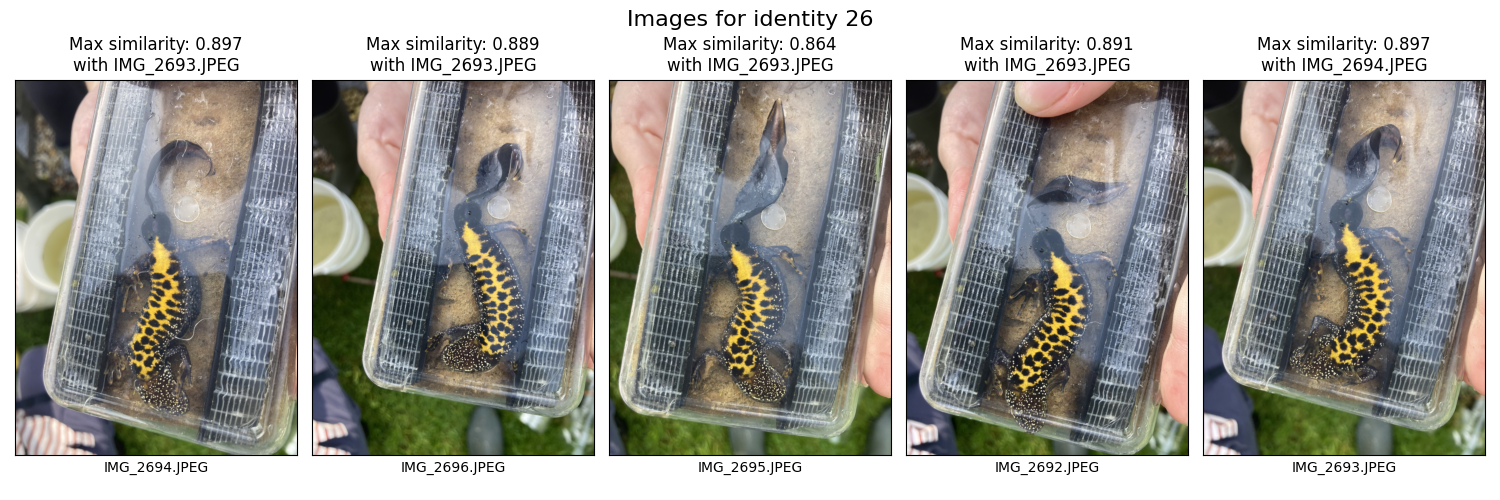 Images for identity 26
Max similarity: 0.897
with IMG_2693.JPEG
Max similarity: 0.889
with IMG_2693.JPEG
Max similarity: 0.864
with IMG_2693.JPEG
Max similarity: 0.891
with IMG_2693.JPEG
Max similarity: 0.897
with IMG_2694.JPEG
IMG_2694.JPEG
IMG_2696.JPEG
IMG_2695.JPEG
IMG_2692.JPEG
IMG_2693.JPEG